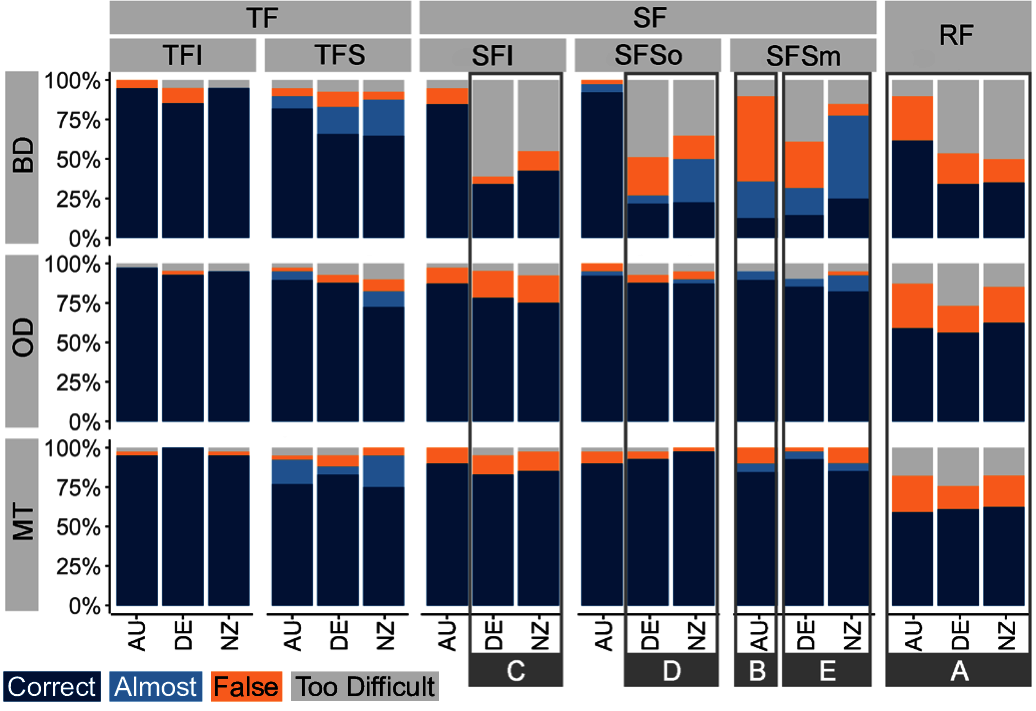 TF SF RF
TFI TFS SFI SFSo SFSm
BD
100%
75%
50%
25%
0%
OD
100%
75%
50%
25%
0%
MT
100%
75%
50%
25%
0%
AU DE NZ AU DE NZ AU DE NZ AU DE NZ AU DE NZ AU DE NZ
C D B E A
Correct Almost False Too Difficult